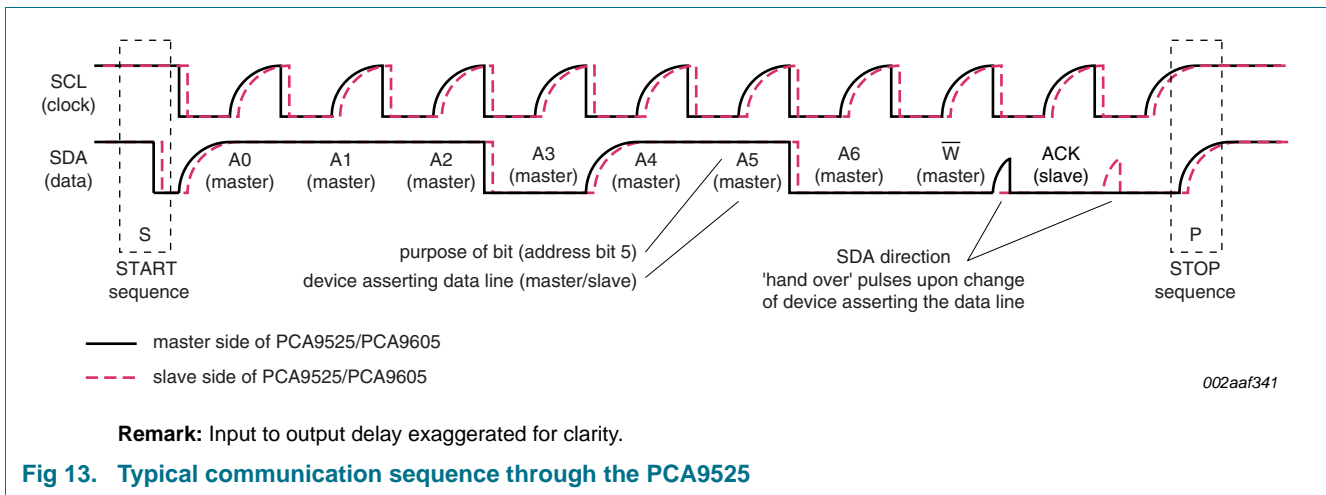 SCL
(clock)
SDA
(data)
A0
(master)
A1
(master)
A2
(master)
A3
(master)
A4
(master)
A5
(master)
A6
(master)
W̅
(master)
ACK
(slave)
S
START
sequence
purpose of bit (address bit 5)
device asserting data line (master/slave)
SDA direction
'hand over' pulses upon change
of device asserting the data line
P
STOP
sequence
master side of PCA9525/PCA9605
slave side of PCA9525/PCA9605
002aaf341
Remark: Input to output delay exaggerated for clarity.
Fig 13. Typical communication sequence through the PCA9525